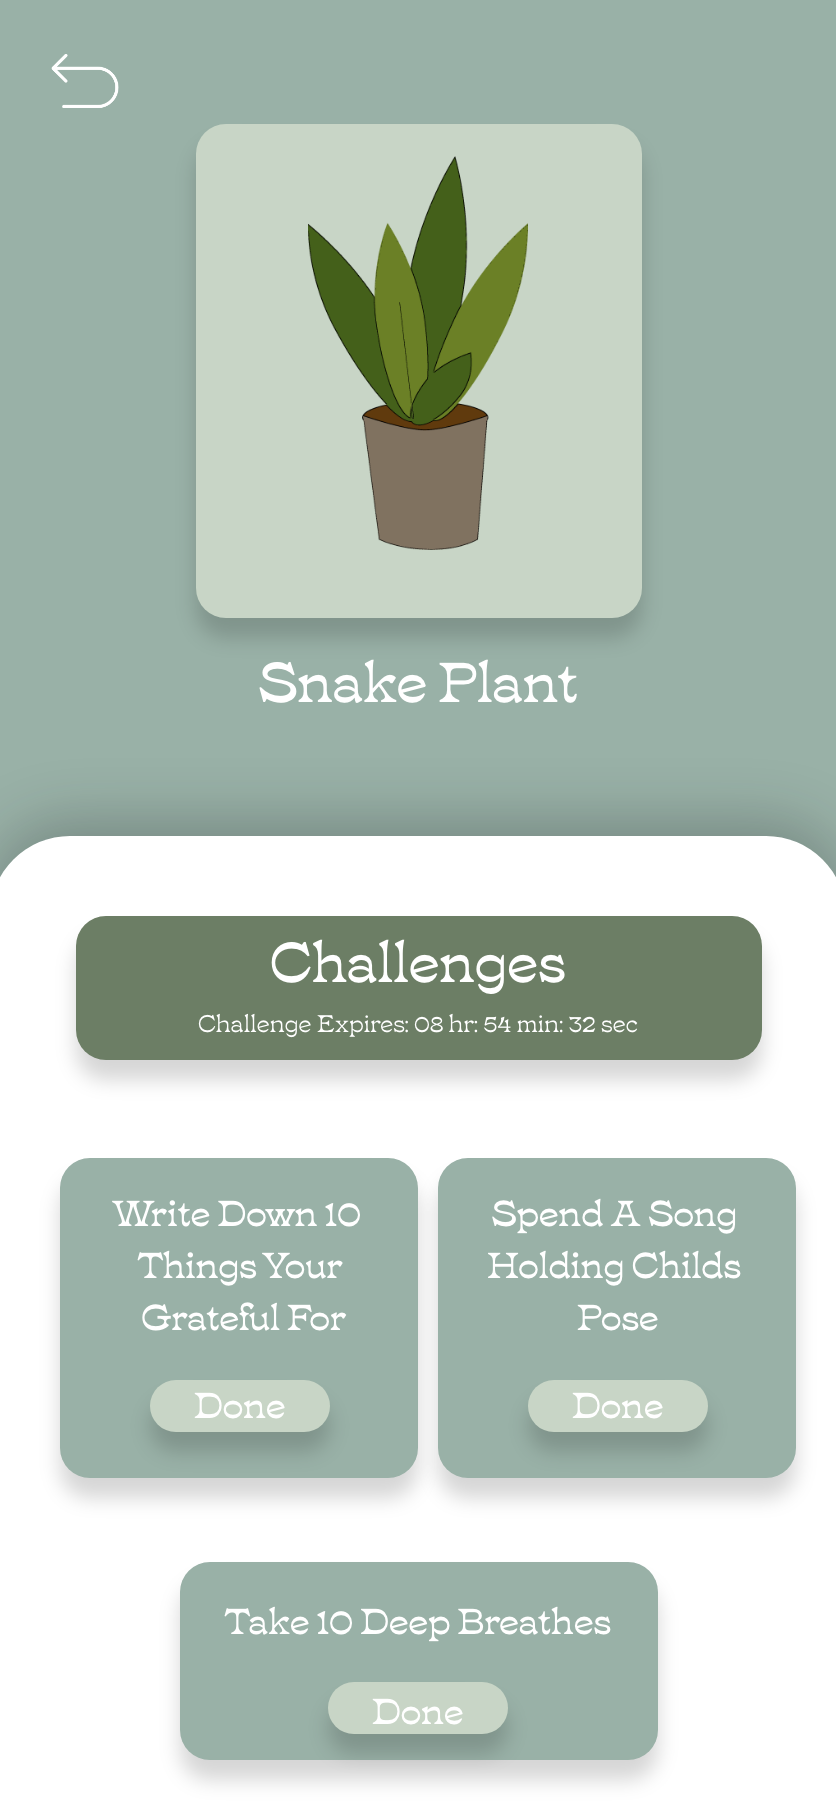 Snake Plant
Challenges
Challenge Expires: 08 hr: 54 min: 32 sec
Write Down 10
Things Your
Grateful For
Done
Spend A Song
Holding Childs
Pose
Done
Take 10 Deep Breathes
Done